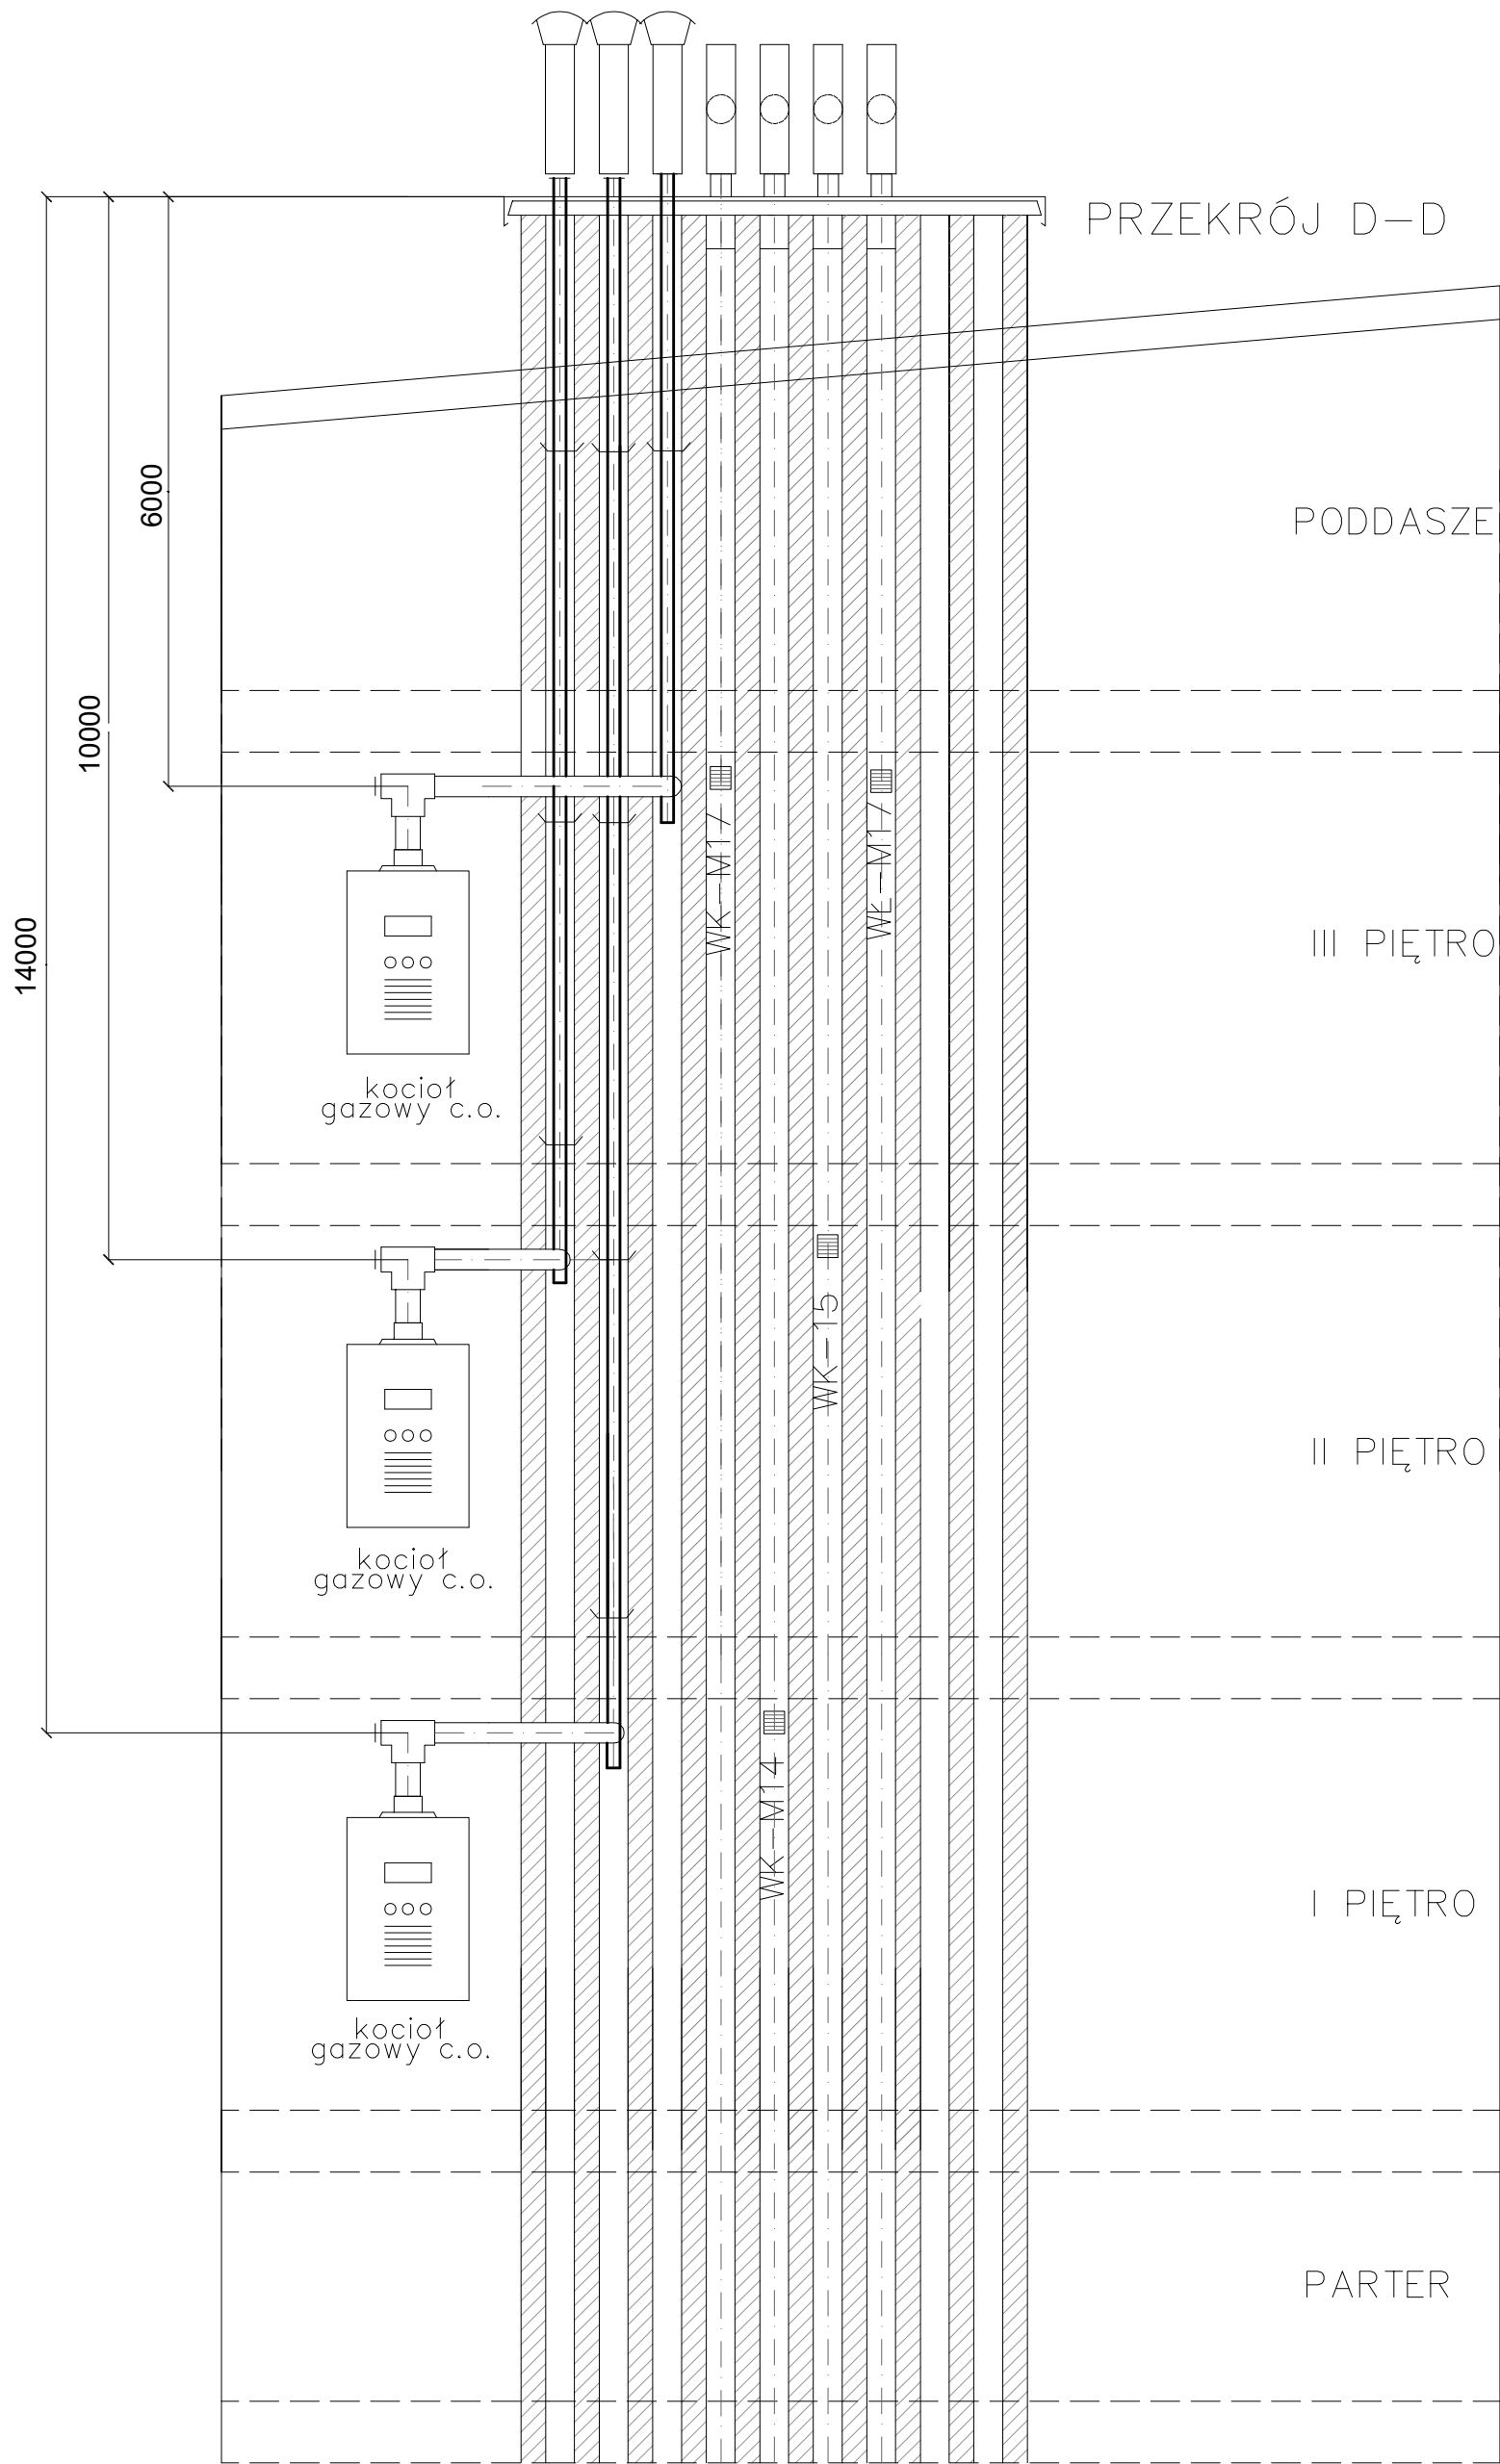 PRZEKRÓJ D-D
6000
PODDASZE
10000
WK-M17
WŁ-M17
14000
III PIĘTRO
kocioł
gazowy c.o.
WK-15
II PIĘTRO
kocioł
gazowy c.o.
WK-M14
I PIĘTRO
kocioł
gazowy c.o.
PARTER